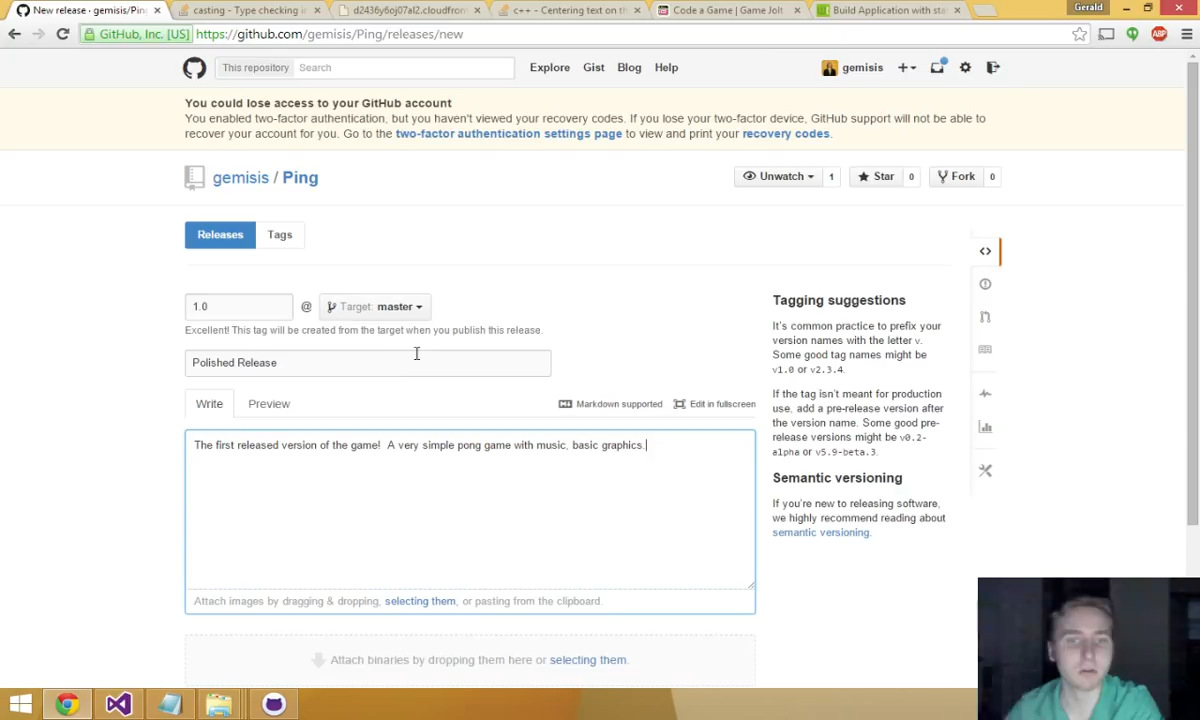 Gerald
New release · gemisis/Ping
casting - Type checking i
d2436y6oj07al2.cloudfron
c++ - Centering text on th
Code a Game | Game Jolt
Build Application with sta
GitHub, Inc. [US] https://github.com/gemisis/Ping/releases/new
This repository Search Explore Gist Blog Help gemisis
You could lose access to your GitHub account
You enabled two-factor authentication, but you haven't viewed your recovery codes. If you lose your two-factor device, GitHub support will not be able to
recover your account for you. Go to the two-factor authentication settings page to view and print your recovery codes.
gemisis / Ping
Unwatch 1 Star 0 Fork 0
Releases Tags
1.0 @ Target: master
Excellent! This tag will be created from the target when you publish this release.
Polished Release
Write Preview Markdown supported Edit in fullscreen
The first released version of the game!  A very simple pong game with music, basic graphics.
Attach images by dragging & dropping, selecting them, or pasting from the clipboard.
Attach binaries by dropping them here or selecting them.
Tagging suggestions
It's common practice to prefix your
version names with the letter v.
Some good tag names might be
v1.0 or v2.3.4.
If the tag isn't meant for production
use, add a pre-release version after
the version name. Some good pre-
release versions might be v0.2-
alpha or v5.9-beta.3.
Semantic versioning
If you're new to releasing software,
we highly recommend reading about
semantic versioning.
ABP